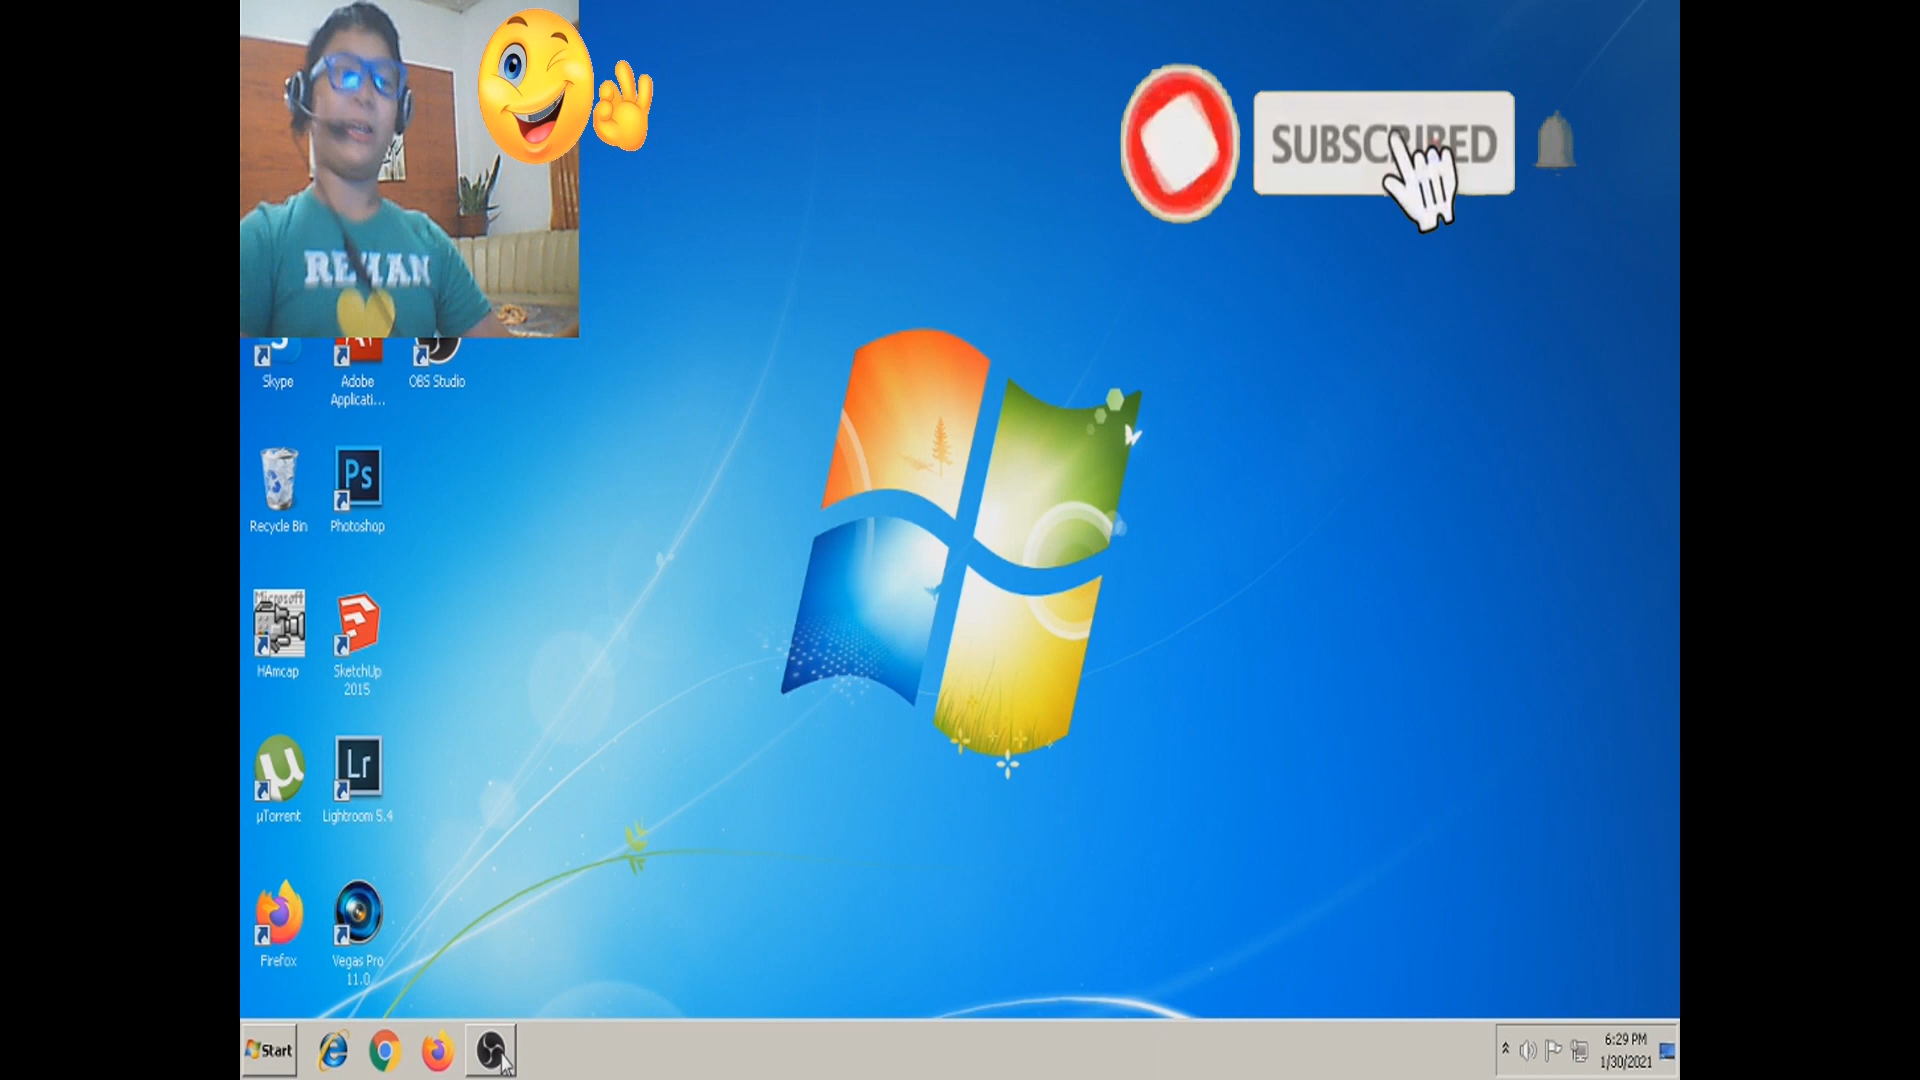 SUBSCRIBED
REHAN
Skype
Adobe
Applicati...
OBS Studio
Recycle Bin
Ps
Photoshop
Microsoft
HAmcap
SketchUp
2015
µ
µTorrent
Lr
Lightroom 5.4
Firefox
Vegas Pro
11.0
Start
6:29 PM
1/30/2021